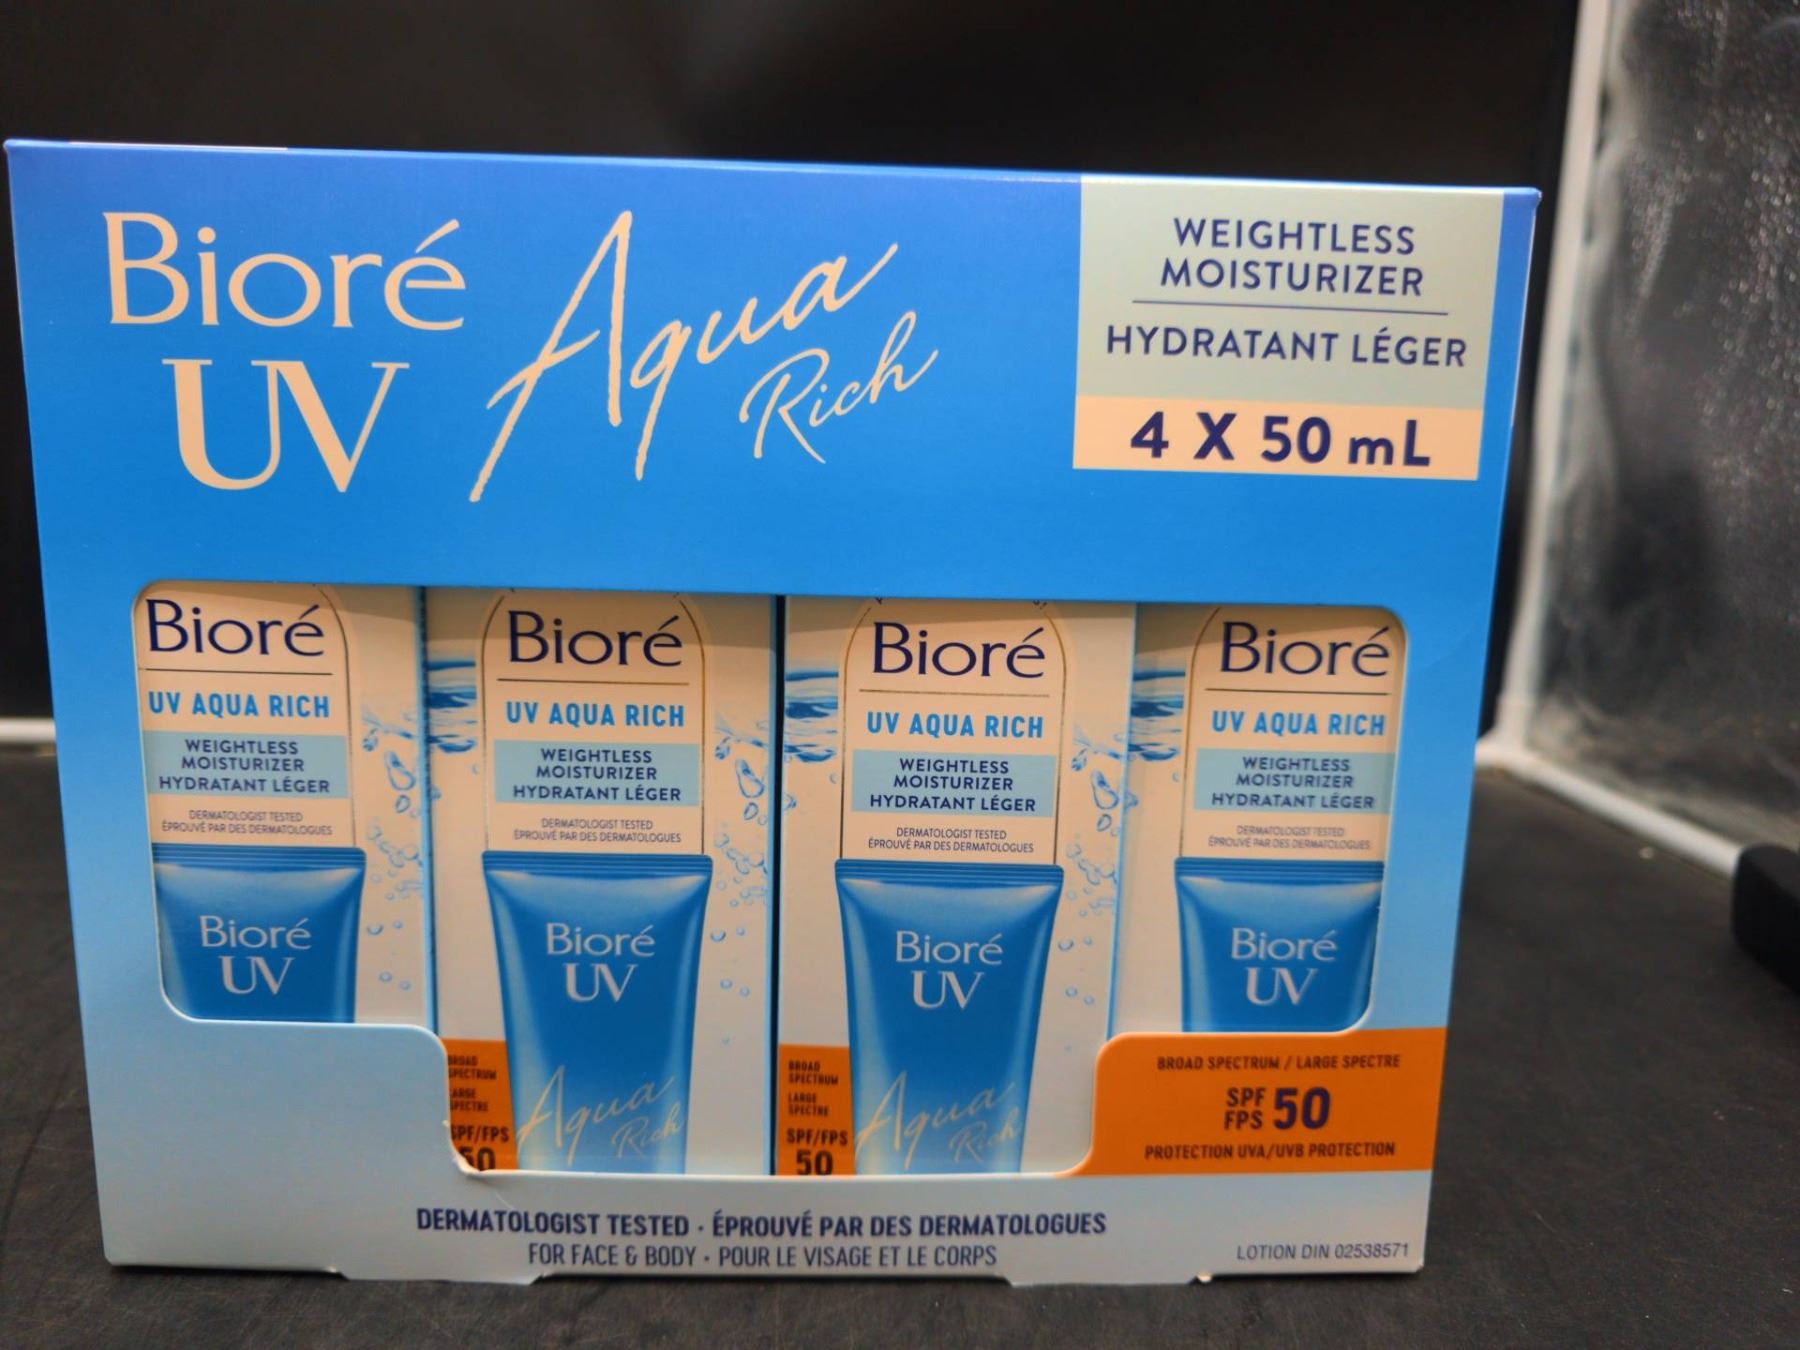 Bioré
UV
Aqua
Rich
WEIGHTLESS
MOISTURIZER
HYDRATANT LÉGER
4 X 50 mL
Bioré
UV AQUA RICH
WEIGHTLESS
MOISTURIZER
HYDRATANT LÉGER
DERMATOLOGIST TESTED
ÉPROUVÉ PAR DES DERMATOLOGUES
Bioré
UV
Bioré
UV AQUA RICH
WEIGHTLESS
MOISTURIZER
HYDRATANT LÉGER
DERMATOLOGIST TESTED
ÉPROUVÉ PAR DES DERMATOLOGUES
Bioré
UV
Aqua
Rich
BROAD
SPECTRUM
LARGE
SPECTRE
SPF/FPS
50
Bioré
UV AQUA RICH
WEIGHTLESS
MOISTURIZER
HYDRATANT LÉGER
DERMATOLOGIST TESTED
ÉPROUVÉ PAR DES DERMATOLOGUES
Bioré
UV
Aqua
Rich
BROAD
SPECTRUM
LARGE
SPECTRE
SPF/FPS
50
Bioré
UV AQUA RICH
WEIGHTLESS
MOISTURIZER
HYDRATANT LÉGER
DERMATOLOGIST TESTED
ÉPROUVÉ PAR DES DERMATOLOGUES
Bioré
UV
BROAD SPECTRUM / LARGE SPECTRE
SPF
FPS 50
PROTECTION UVA/UVB PROTECTION
DERMATOLOGIST TESTED · ÉPROUVÉ PAR DES DERMATOLOGUES
FOR FACE & BODY · POUR LE VISAGE ET LE CORPS
LOTION DIN 02538571